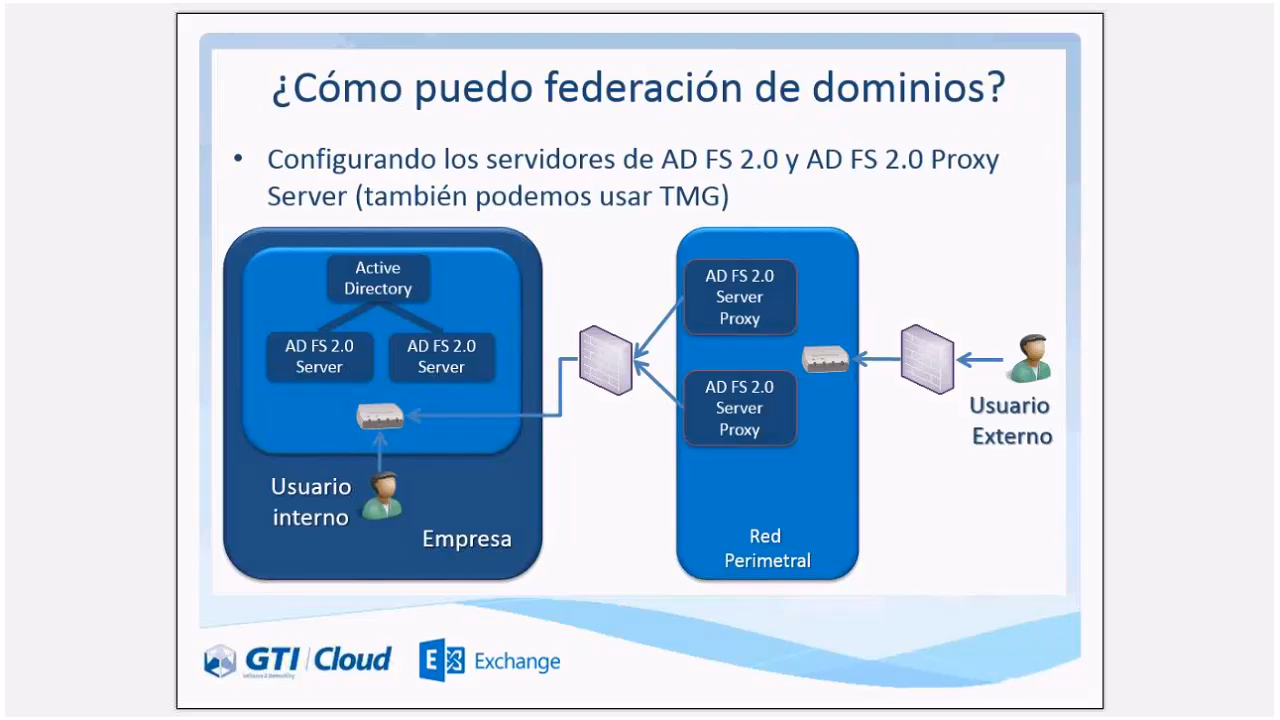 ¿Cómo puedo federación de dominios?
• Configurando los servidores de AD FS 2.0 y AD FS 2.0 Proxy
Server (también podemos usar TMG)
Active
Directory
AD FS 2.0
Server
AD FS 2.0
Server
Usuario
interno
Empresa
AD FS 2.0
Server
Proxy
AD FS 2.0
Server
Proxy
Red
Perimetral
Usuario
Externo
GTI Cloud
Exchange